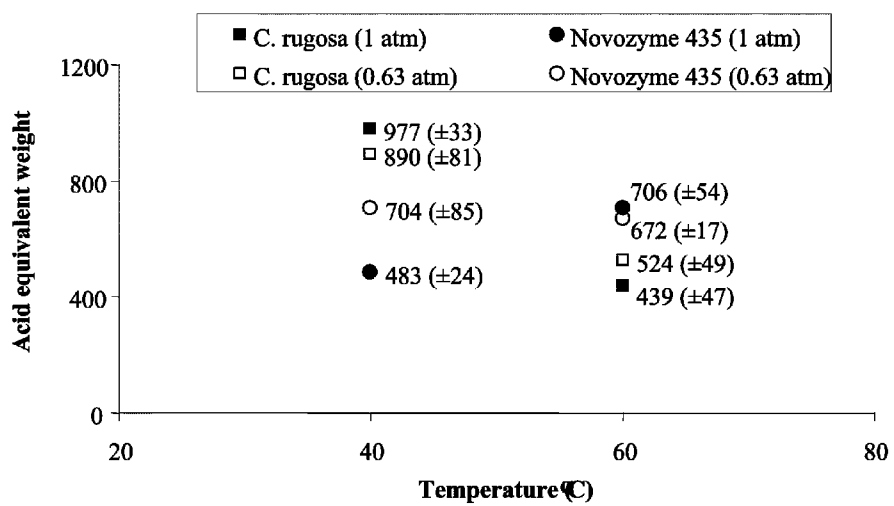 C. rugosa (1 atm) Novozyme 435 (1 atm)
C. rugosa (0.63 atm) Novozyme 435 (0.63 atm)
1200
977 (±33)
890 (±81)
800
706 (±54)
704 (±85)
672 (±17)
524 (±49)
483 (±24)
400
439 (±47)
0
20 40 60 80
Acid equivalent weight
Temperature (°C)